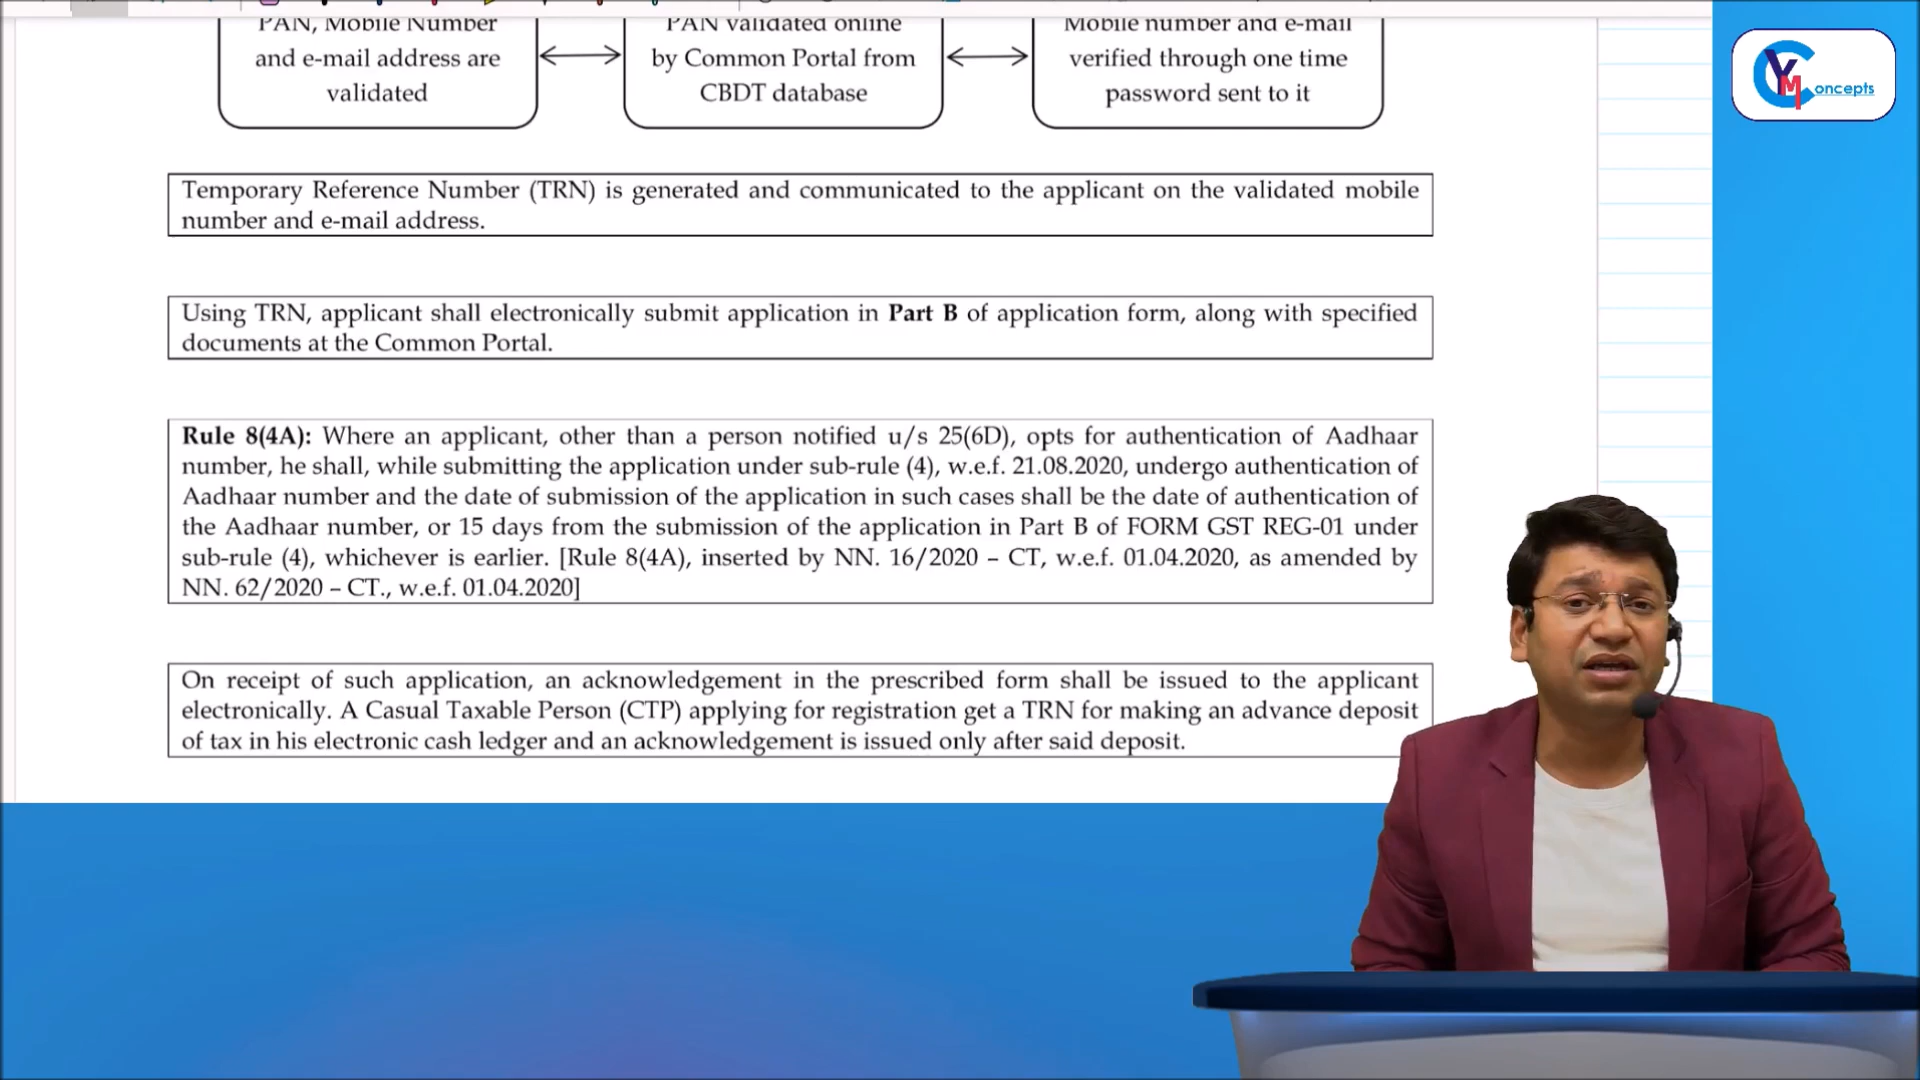 PAN, Mobile Number
and e-mail address are
validated
PAN validated online
by Common Portal from
CBDT database
Mobile number and e-mail
verified through one time
password sent to it
Temporary Reference Number (TRN) is generated and communicated to the applicant on the validated mobile
number and e-mail address.
Using TRN, applicant shall electronically submit application in Part B of application form, along with specified
documents at the Common Portal.
Rule 8(4A): Where an applicant, other than a person notified u/s 25(6D), opts for authentication of Aadhaar
number, he shall, while submitting the application under sub-rule (4), w.e.f. 21.08.2020, undergo authentication of
Aadhaar number and the date of submission of the application in such cases shall be the date of authentication of
the Aadhaar number, or 15 days from the submission of the application in Part B of FORM GST REG-01 under
sub-rule (4), whichever is earlier. [Rule 8(4A), inserted by NN. 16/2020 – CT, w.e.f. 01.04.2020, as amended by
NN. 62/2020 – CT., w.e.f. 01.04.2020]
On receipt of such application, an acknowledgement in the prescribed form shall be issued to the applicant
electronically. A Casual Taxable Person (CTP) applying for registration get a TRN for making an advance deposit
of tax in his electronic cash ledger and an acknowledgement is issued only after said deposit.
YM Concepts